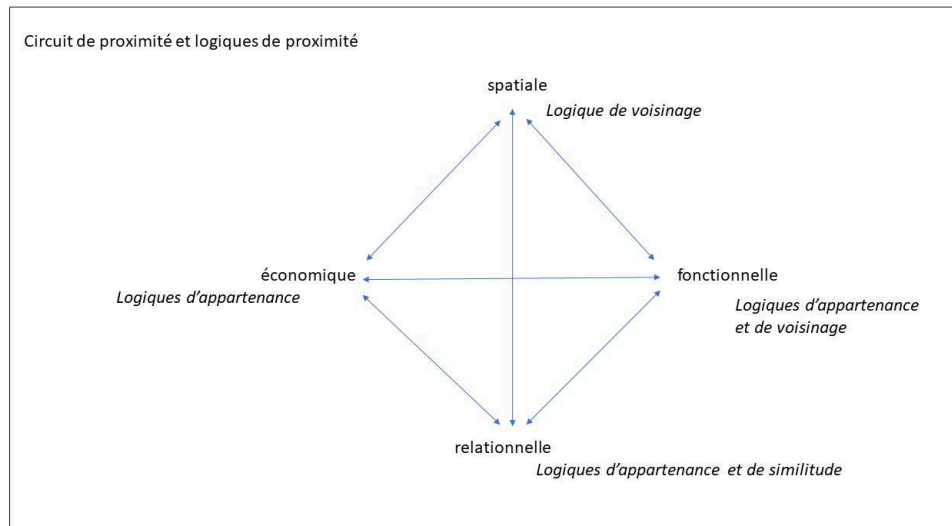 Circuit de proximité et logiques de proximité
spatiale
Logique de voisinage
économique
Logiques d’appartenance
fonctionnelle
Logiques d’appartenance
et de voisinage
relationnelle
Logiques d’appartenance et de similitude